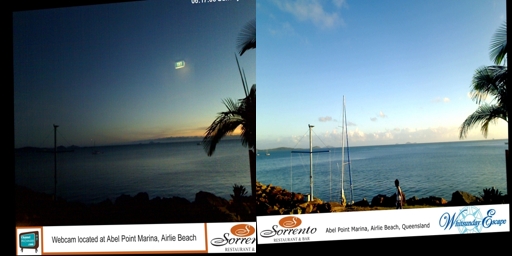 Sorrento
RESTAURANT
Webcam located at Abel Point Marina, Airlie Beach
Sorrento
RESTAURANT & BAR
Abel Point Marina, Airlie Beach, Queensland
Whitsunday Escape